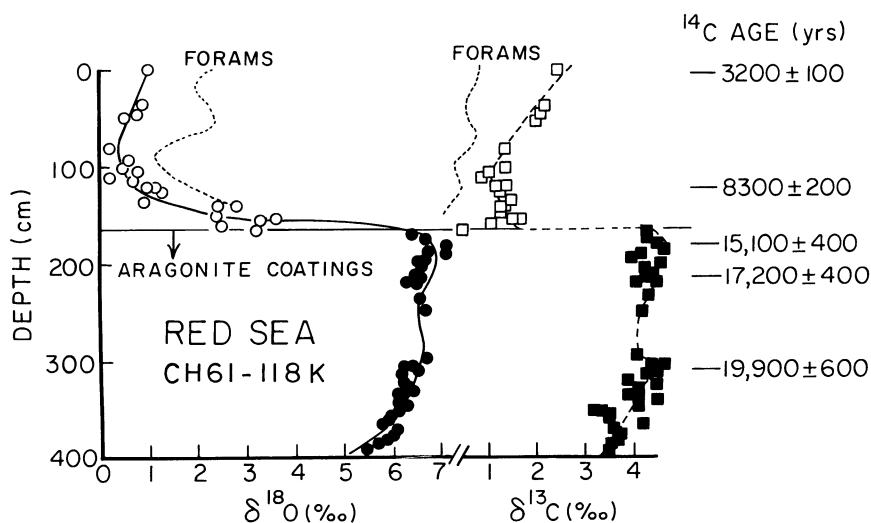 ¹⁴C AGE (yrs)
FORAMS
FORAMS
0
100
200
300
400
DEPTH (cm)
3200 ± 100
8300 ± 200
15,100 ± 400
17,200 ± 400
19,900 ± 600
ARAGONITE COATINGS
RED SEA
CH61-118K
0 1 2 3 4 5 6 7 1 2 3 4
δ¹⁸O (‰) δ¹³C (‰)